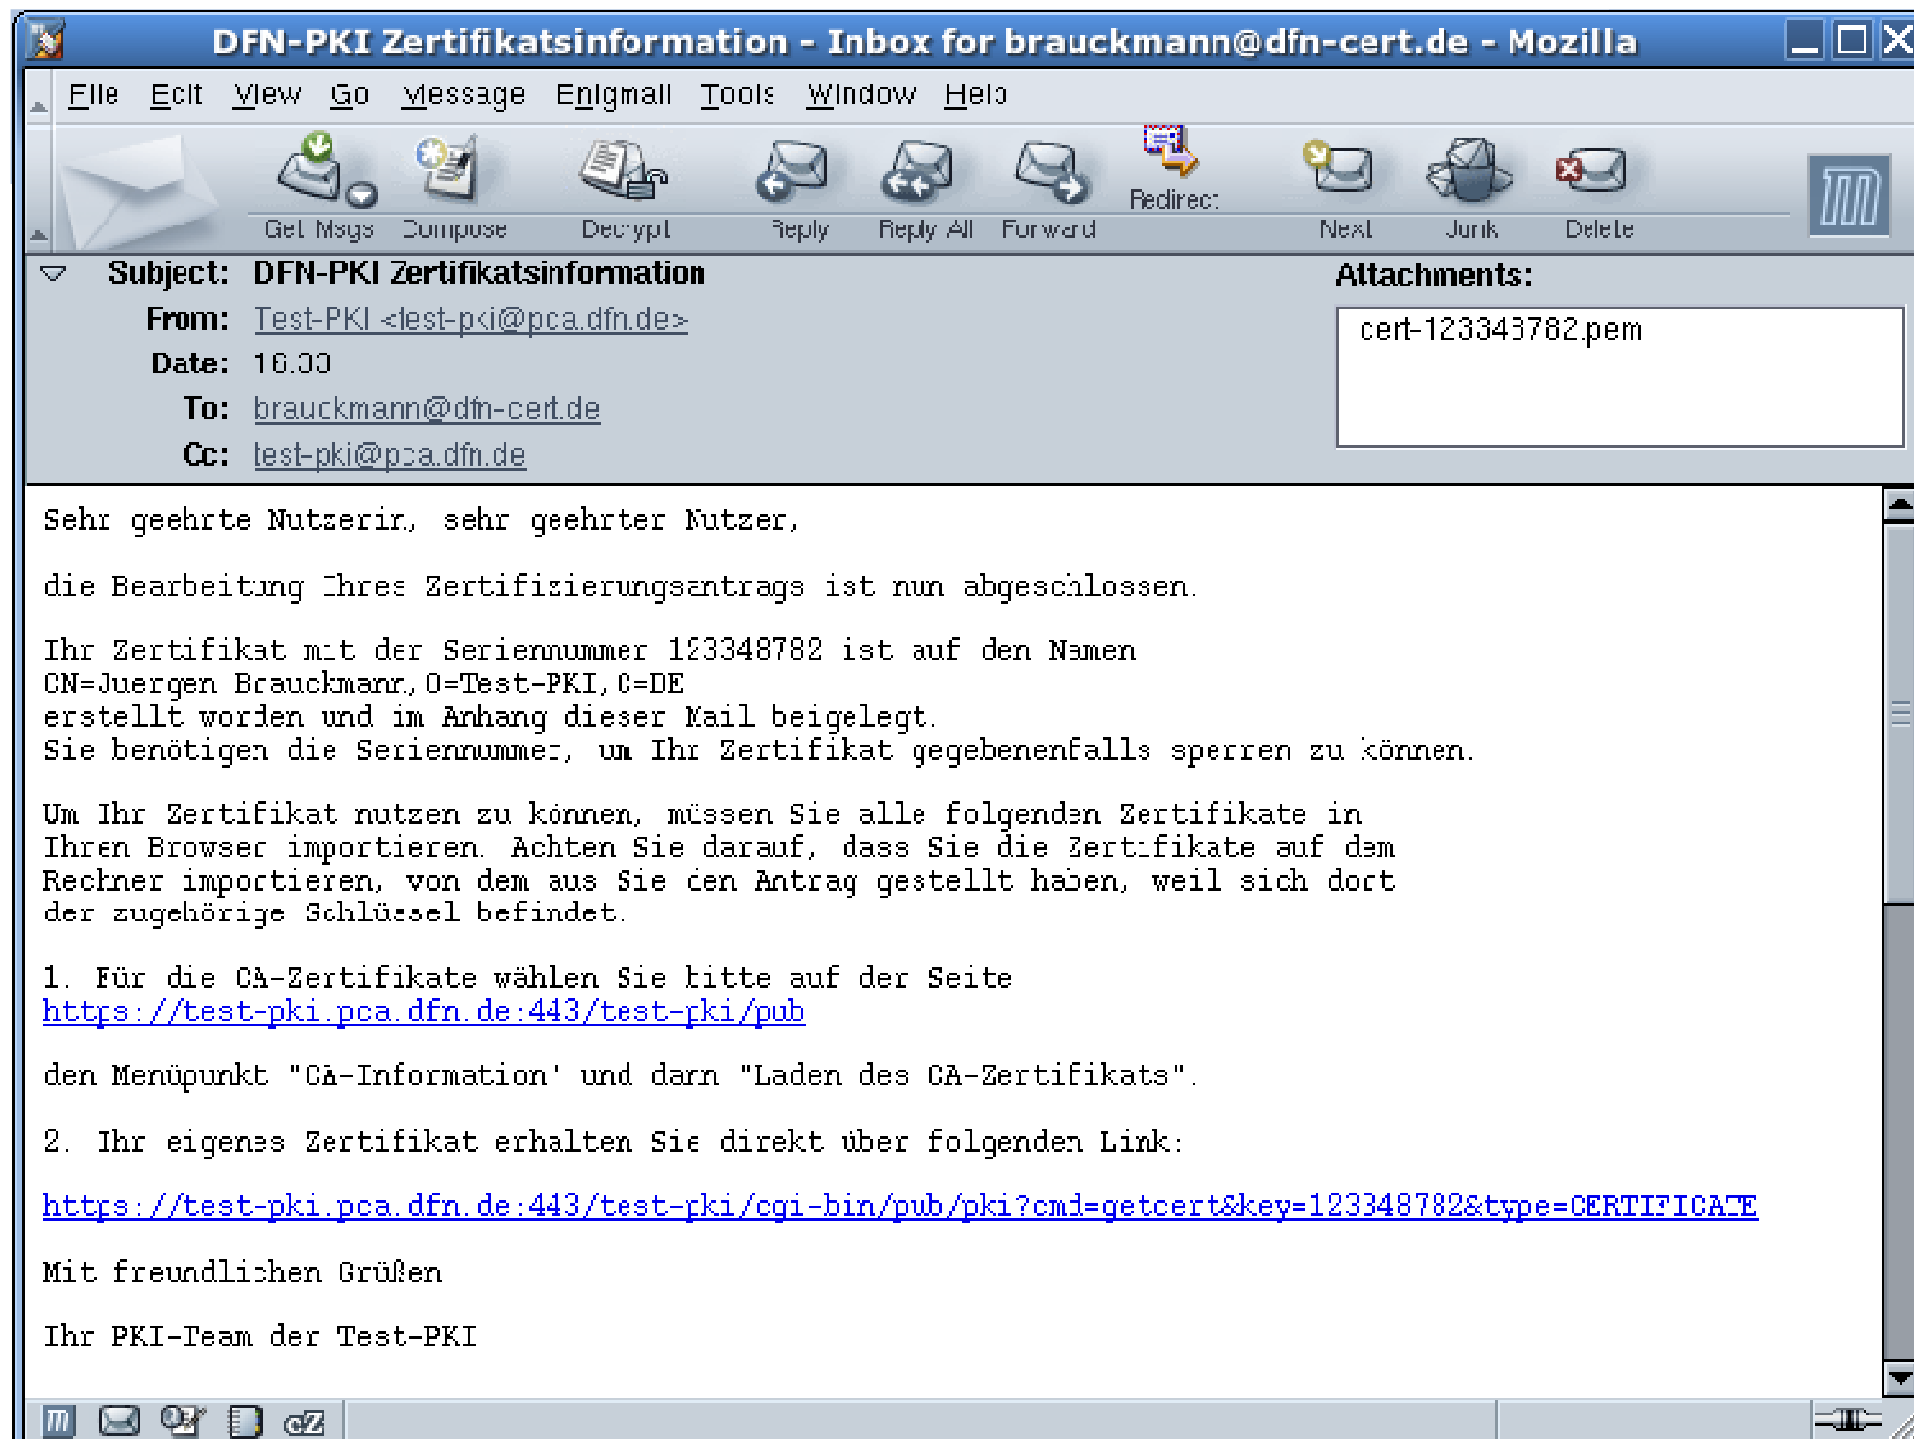 DFN-PKI Zertifikatsinformation - Inbox for brauckmann@dfn-cert.de - Mozilla
File Edit View Go Message Enigmail Tools Window Help
Get Msgs Compose Decrypt Reply Reply All Forward Redirect Next Junk Delete
Subject: DFN-PKI Zertifikatsinformation
Attachments:
From: Test-PKI <test-pki@pca.dfn.de>
cert-123348782.pem
Date: 16:00
To: brauckmann@dfn-cert.de
Cc: test-pki@pca.dfn.de
Sehr geehrte Nutzerin, sehr geehrter Nutzer,
die Bearbeitung Ihres Zertifizierungsantrags ist nun abgeschlossen.
Ihr Zertifikat mit der Seriennummer 123348782 ist auf den Namen
CN=Juergen Brauckmann,O=Test-PKI,C=DE
erstellt worden und im Anhang dieser Mail beigelegt.
Sie benötigen die Seriennummer, um Ihr Zertifikat gegebenenfalls sperren zu können.
Um Ihr Zertifikat nutzen zu können, müssen Sie alle folgenden Zertifikate in
Ihren Browser importieren. Achten Sie darauf, dass Sie die Zertifikate auf dem
Rechner importieren, von dem aus Sie den Antrag gestellt haben, weil sich dort
der zugehörige Schlüssel befindet.
1. Für die CA-Zertifikate wählen Sie bitte auf der Seite
https://test-pki.pca.dfn.de:443/test-pki/pub
den Menüpunkt "CA-Information" und dann "Laden des CA-Zertifikats".
2. Ihr eigenes Zertifikat erhalten Sie direkt über folgenden Link:
https://test-pki.pca.dfn.de:443/test-pki/cgi-bin/pub/pki?cmd=getcert&key=123348782&type=CERTIFICATE
Mit freundlichen Grüßen
Ihr PKI-Team der Test-PKI